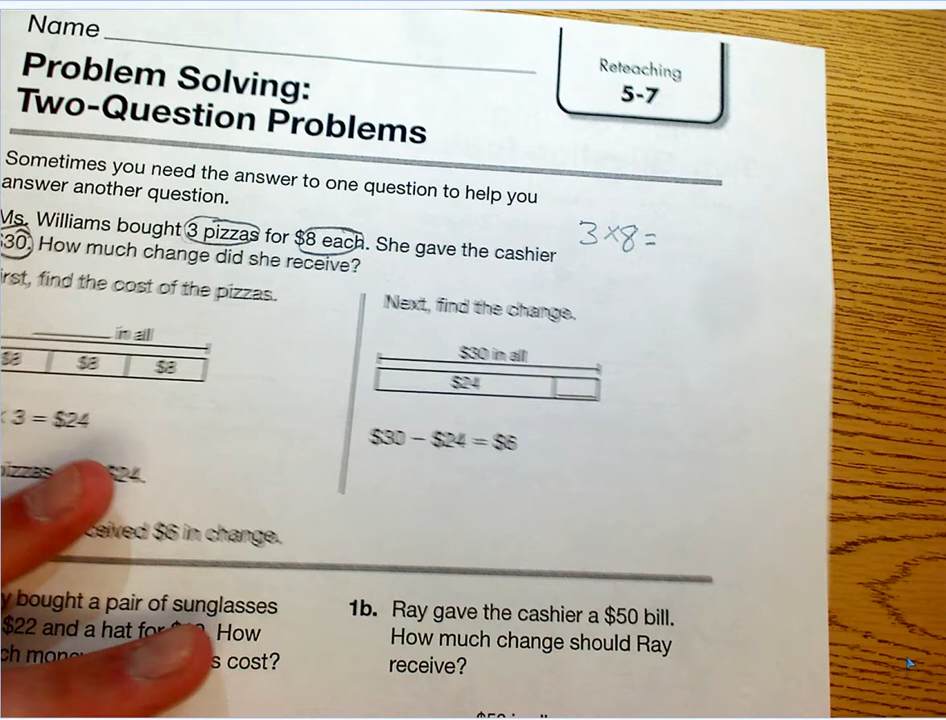 Name
Reteaching
5-7
Problem Solving:
Two-Question Problems
Sometimes you need the answer to one question to help you
answer another question.
Ms. Williams bought 3 pizzas for $8 each. She gave the cashier
$30. How much change did she receive?
3 × 8 =
find the cost of the pizzas.
in all
$8 $8 $8
3 = $24
$24.
$6 in change.
Next, find the change.
$30 in all
$24
$30 − $24 = $6
bought a pair of sunglasses
$22 and a hat for How
cost?
1b. Ray gave the cashier a $50 bill.
How much change should Ray
receive?